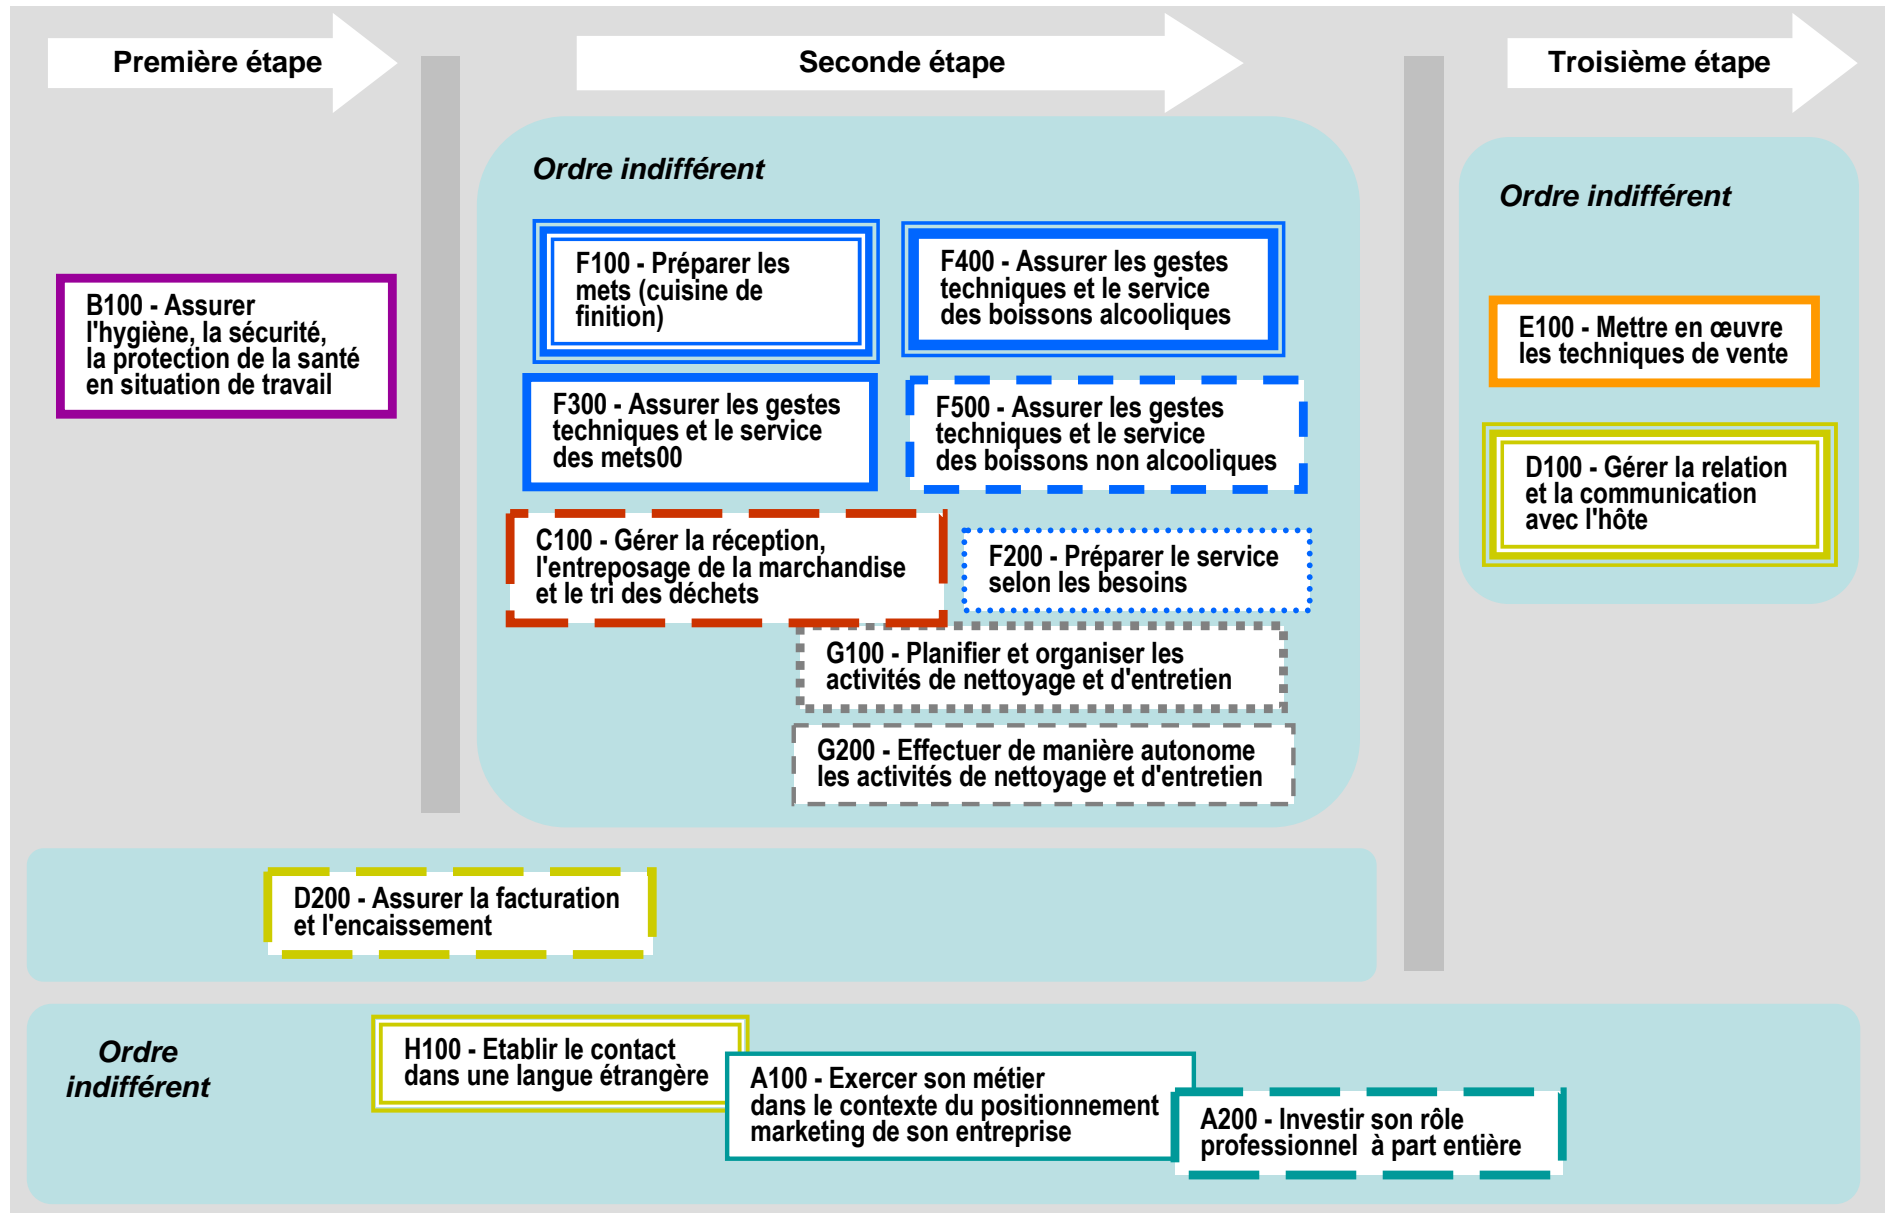 Première étape
Seconde étape
Troisième étape
Ordre indifférent
Ordre indifférent
B100 - Assurer
l'hygiène, la sécurité,
la protection de la santé
en situation de travail
F100 - Préparer les
mets (cuisine de
finition)
F400 - Assurer les gestes
techniques et le service
des boissons alcooliques
F300 - Assurer les gestes
techniques et le service
des mets00
F500 - Assurer les gestes
techniques et le service
des boissons non alcooliques
C100 - Gérer la réception,
l'entreposage de la marchandise
et le tri des déchets
F200 - Préparer le service
selon les besoins
G100 - Planifier et organiser les
activités de nettoyage et d'entretien
G200 - Effectuer de manière autonome
les activités de nettoyage et d'entretien
E100 - Mettre en œuvre
les techniques de vente
D100 - Gérer la relation
et la communication
avec l'hôte
D200 - Assurer la facturation
et l'encaissement
Ordre
indifférent
H100 - Etablir le contact
dans une langue étrangère
A100 - Exercer son métier
dans le contexte du positionnement
marketing de son entreprise
A200 - Investir son rôle
professionnel  à part entière